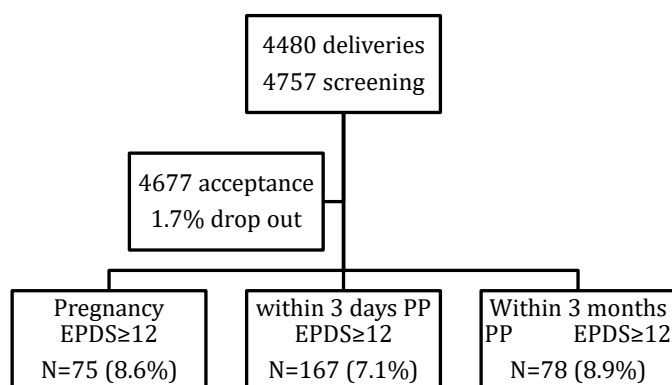 4480 deliveries
4757 screening
4677 acceptance
1.7% drop out
Pregnancy
EPDS≥12
N=75 (8.6%)
within 3 days PP
EPDS≥12
N=167 (7.1%)
Within 3 months
PP EPDS≥12
N=78 (8.9%)